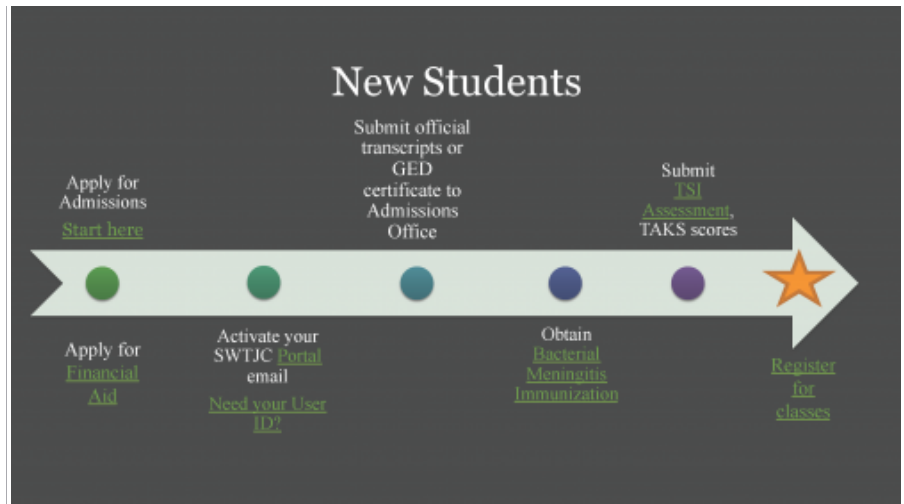 New Students
Apply for
Admissions
Start here
Apply for
Financial
Aid
Activate your
SWTJC Portal
email
Need your User
ID?
Submit official
transcripts or
GED
certificate to
Admissions
Office
Obtain
Bacterial
Meningitis
Immunization
Submit
TSI
Assessment,
TAKS scores
Register
for
classes